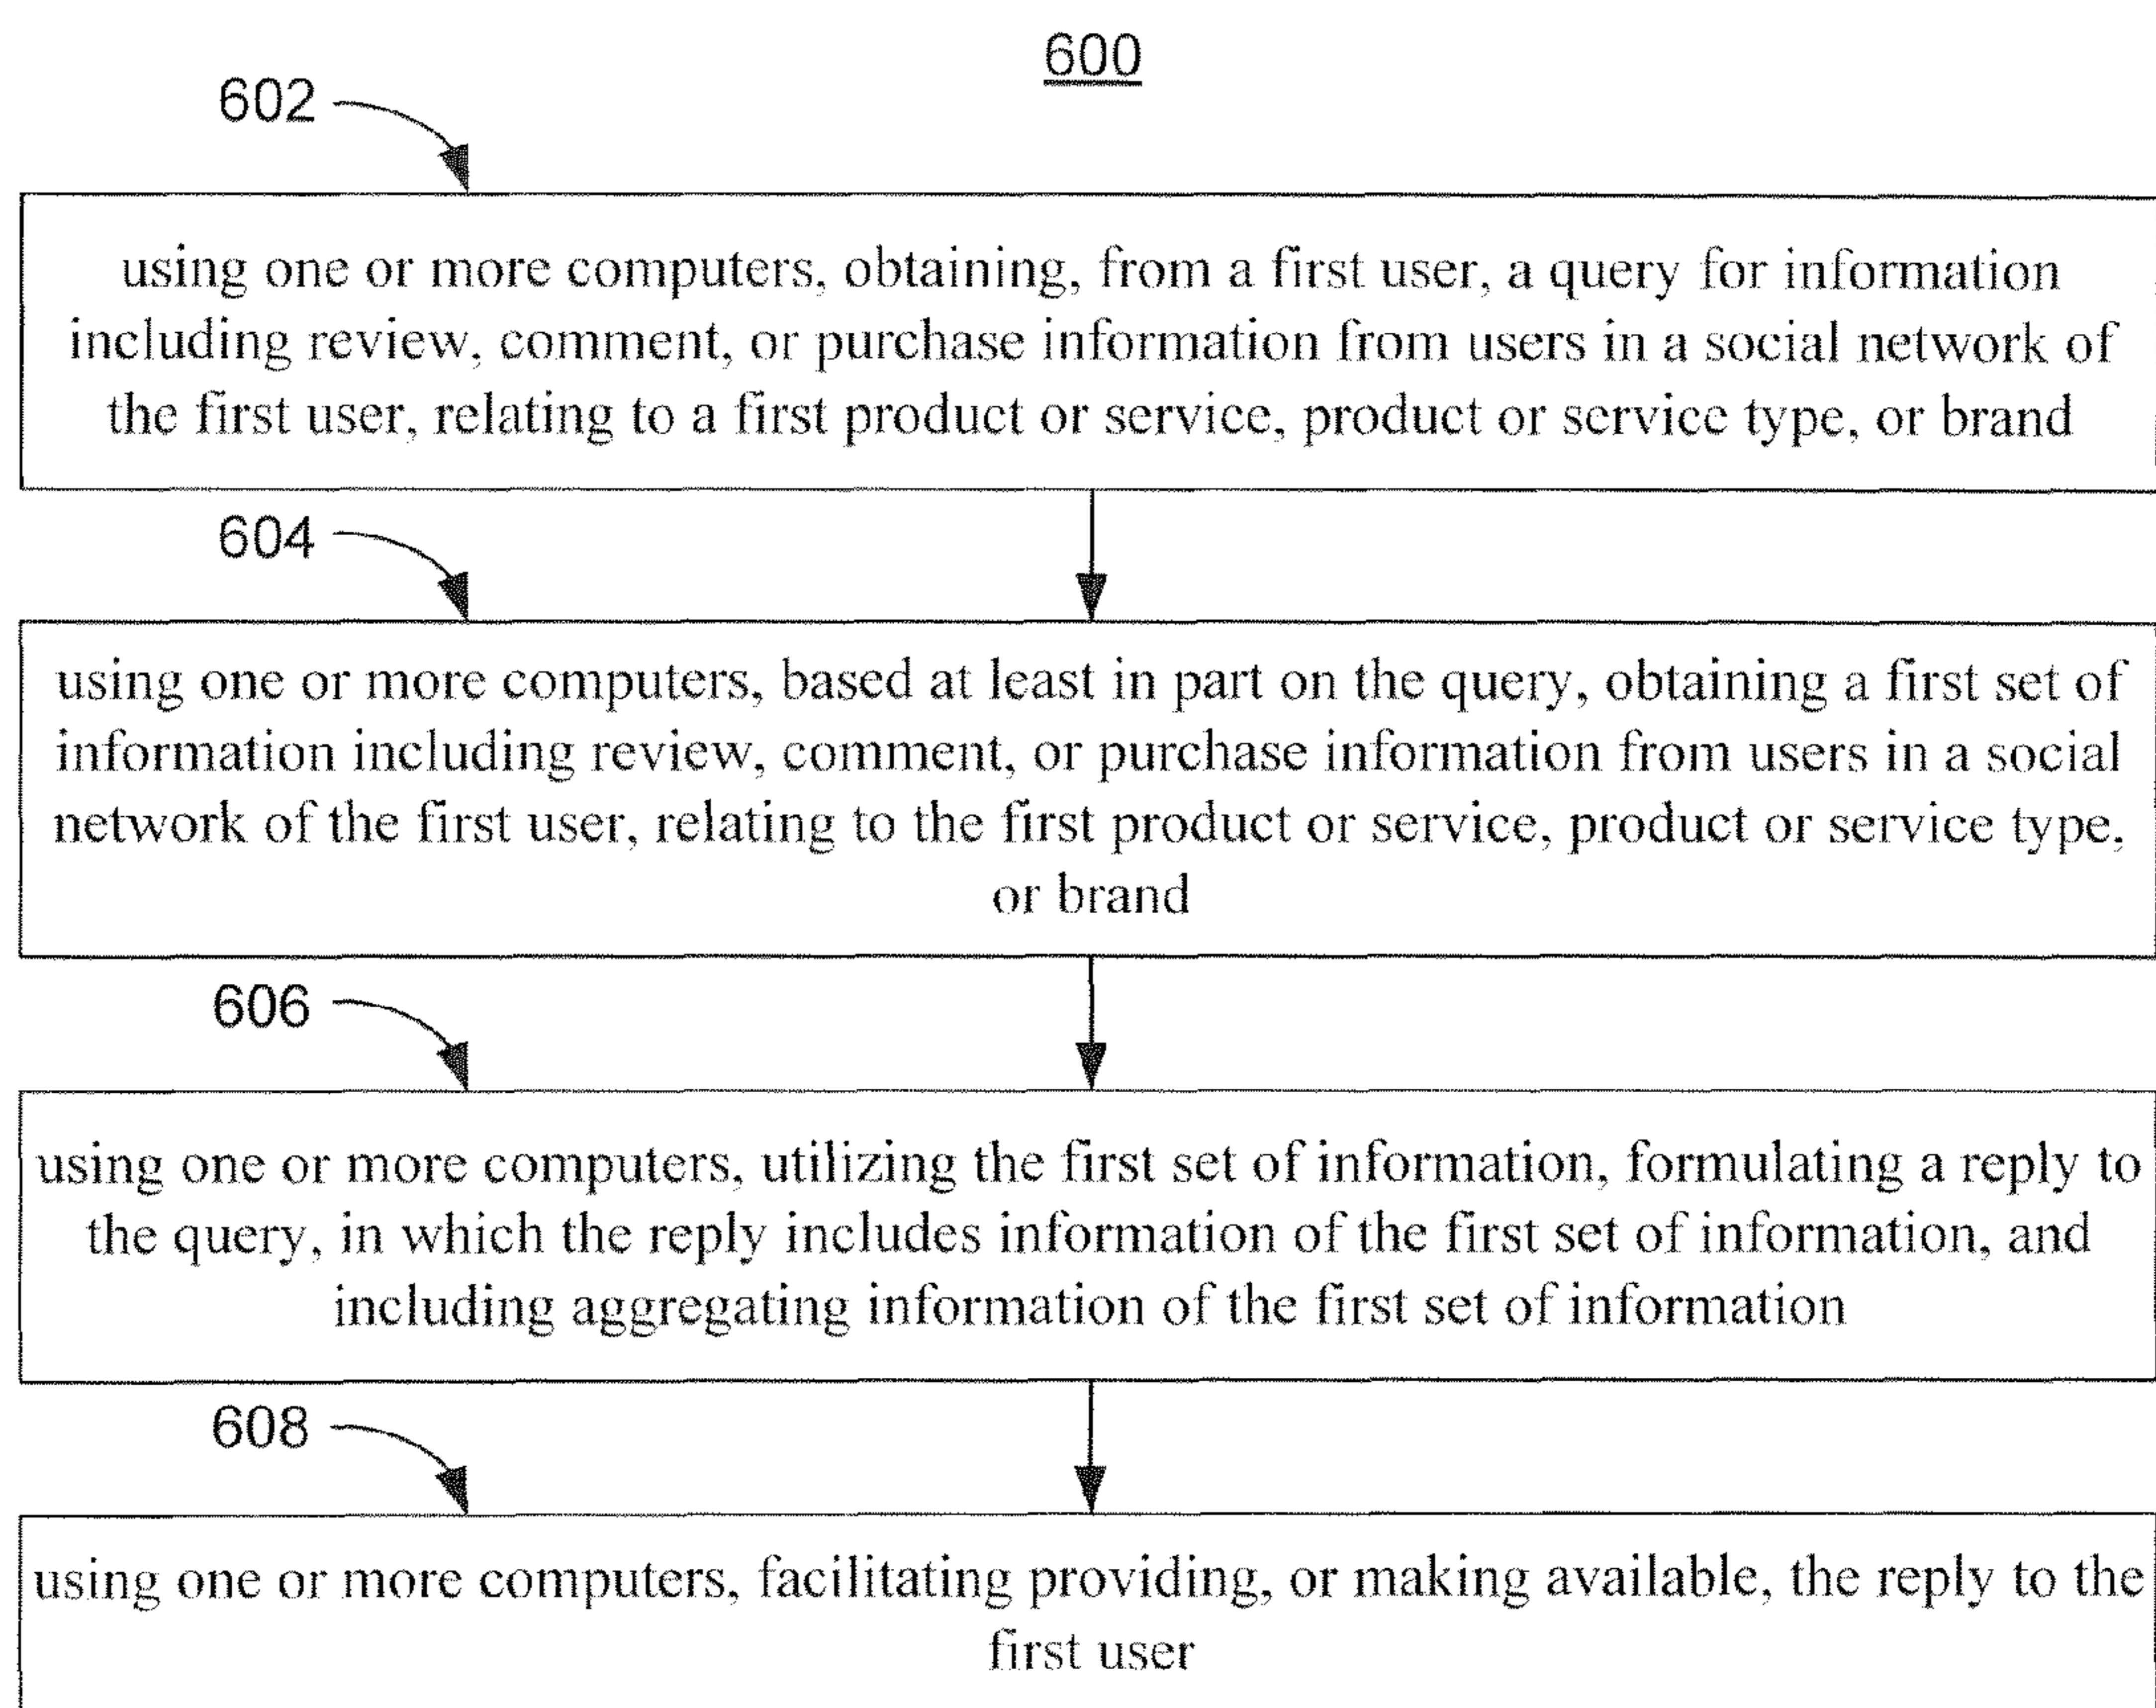 600
602
using one or more computers, obtaining, from a first user, a query for information
including review, comment, or purchase information from users in a social network of
the first user, relating to a first product or service, product or service type, or brand
604
using one or more computers, based at least in part on the query, obtaining a first set of
information including review, comment, or purchase information from users in a social
network of the first user, relating to the first product or service, product or service type,
or brand
606
using one or more computers, utilizing the first set of information, formulating a reply to
the query, in which the reply includes information of the first set of information, and
including aggregating information of the first set of information
608
using one or more computers, facilitating providing, or making available, the reply to the
first user